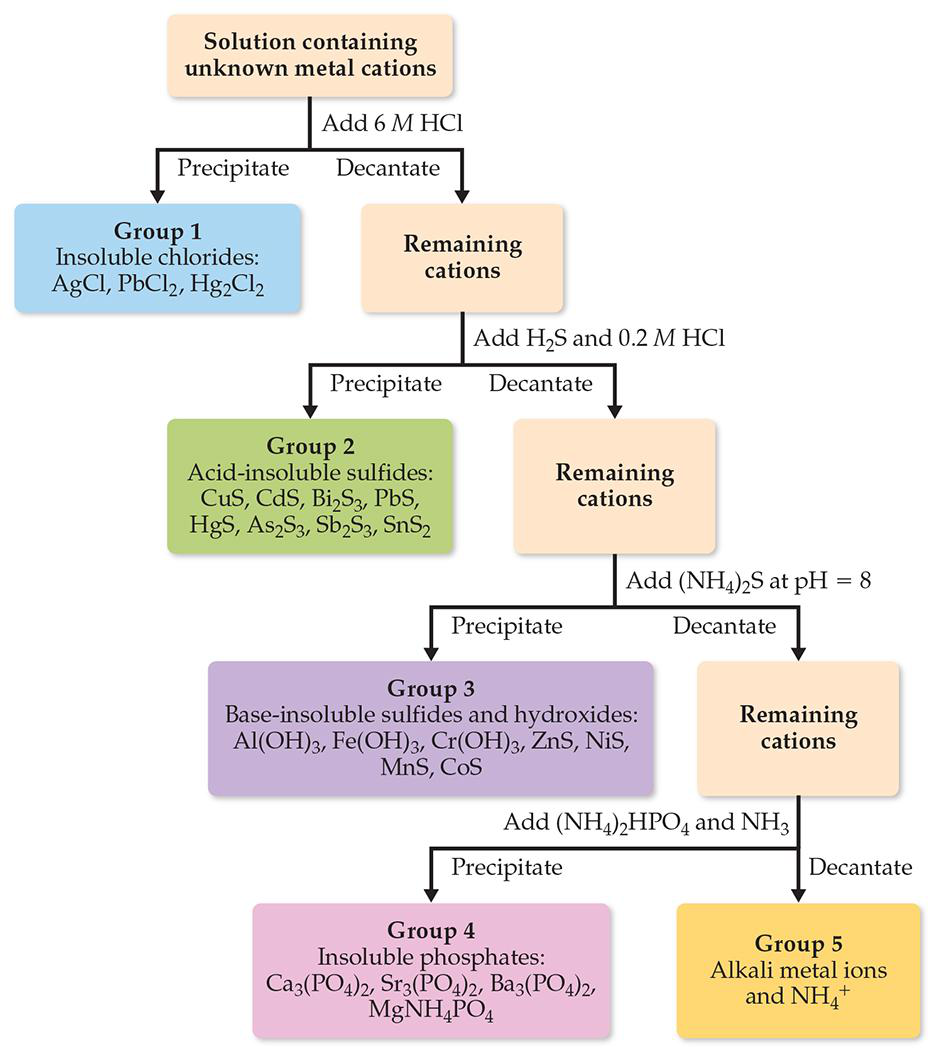 Solution containing
unknown metal cations
Add 6 M HCl
Precipitate
Decantate
Group 1
Insoluble chlorides:
AgCl, PbCl₂, Hg₂Cl₂
Remaining
cations
Add H₂S and 0.2 M HCl
Precipitate
Decantate
Group 2
Acid-insoluble sulfides:
CuS, CdS, Bi₂S₃, PbS,
HgS, As₂S₃, Sb₂S₃, SnS₂
Remaining
cations
Add (NH₄)₂S at pH = 8
Precipitate
Decantate
Group 3
Base-insoluble sulfides and hydroxides:
Al(OH)₃, Fe(OH)₃, Cr(OH)₃, ZnS, NiS,
MnS, CoS
Remaining
cations
Add (NH₄)₂HPO₄ and NH₃
Precipitate
Decantate
Group 4
Insoluble phosphates:
Ca₃(PO₄)₂, Sr₃(PO₄)₂, Ba₃(PO₄)₂,
MgNH₄PO₄
Group 5
Alkali metal ions
and NH₄⁺